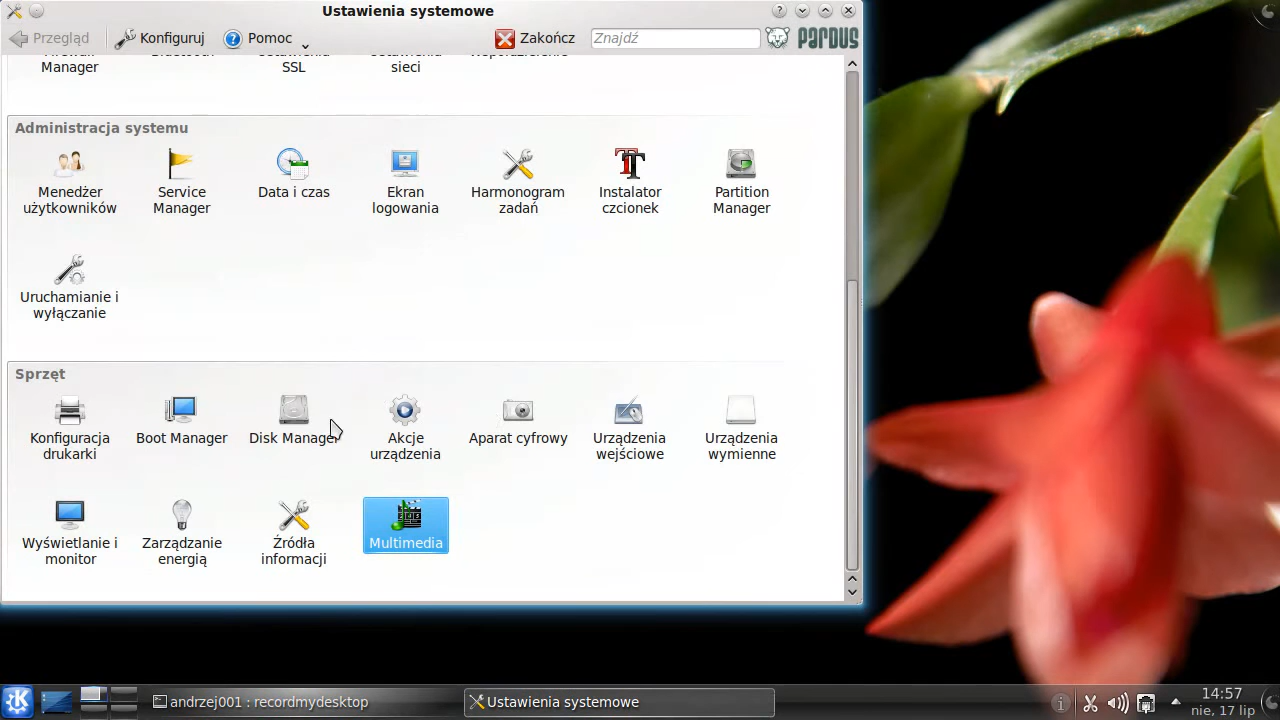 Ustawienia systemowe
Przegląd
Konfiguruj
Pomoc
Zakończ
Znajdź
PARDUS
Manager
SSL
sieci
Administracja systemu
Menedżer
użytkowników
Service
Manager
Data i czas
Ekran
logowania
Harmonogram
zadań
Instalator
czcionek
Partition
Manager
Uruchamianie i
wyłączanie
Sprzęt
Konfiguracja
drukarki
Boot Manager
Disk Manager
Akcje
urządzenia
Aparat cyfrowy
Urządzenia
wejściowe
Urządzenia
wymienne
Wyświetlanie i
monitor
Zarządzanie
energią
Źródła
informacji
Multimedia
andrzej001 : recordmydesktop
Ustawienia systemowe
14:57
nie, 17 lip